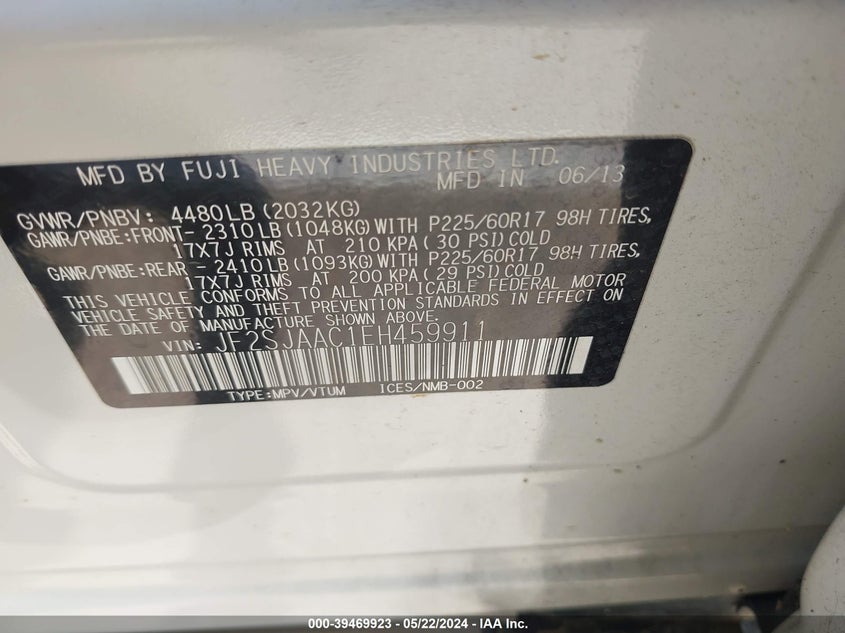 MFD BY FUJI HEAVY INDUSTRIES LTD.
MFD IN 06/13
GVWR/PNBV: 4480LB (2032KG)
GAWR/PNBE:FRONT- 2310LB (1048KG) WITH P225/60R17 98H TIRES,
17X7J RIMS AT 210 KPA ( 30 PSI) COLD
GAWR/PNBE:REAR - 2410LB (1093KG) WITH P225/60R17 98H TIRES,
17X7J RIMS AT 200 KPA ( 29 PSI) COLD
THIS VEHICLE CONFORMS TO ALL APPLICABLE FEDERAL MOTOR
VEHICLE SAFETY AND THEFT PREVENTION STANDARDS IN EFFECT ON
THE DATE OF MANUFACTURE SHOWN ABOVE.
VIN: JF2SJAAC1EH459911
TYPE:MPV/VTUM ICES/NMB-002
000-39469923 - 05/22/2024 - IAA Inc.